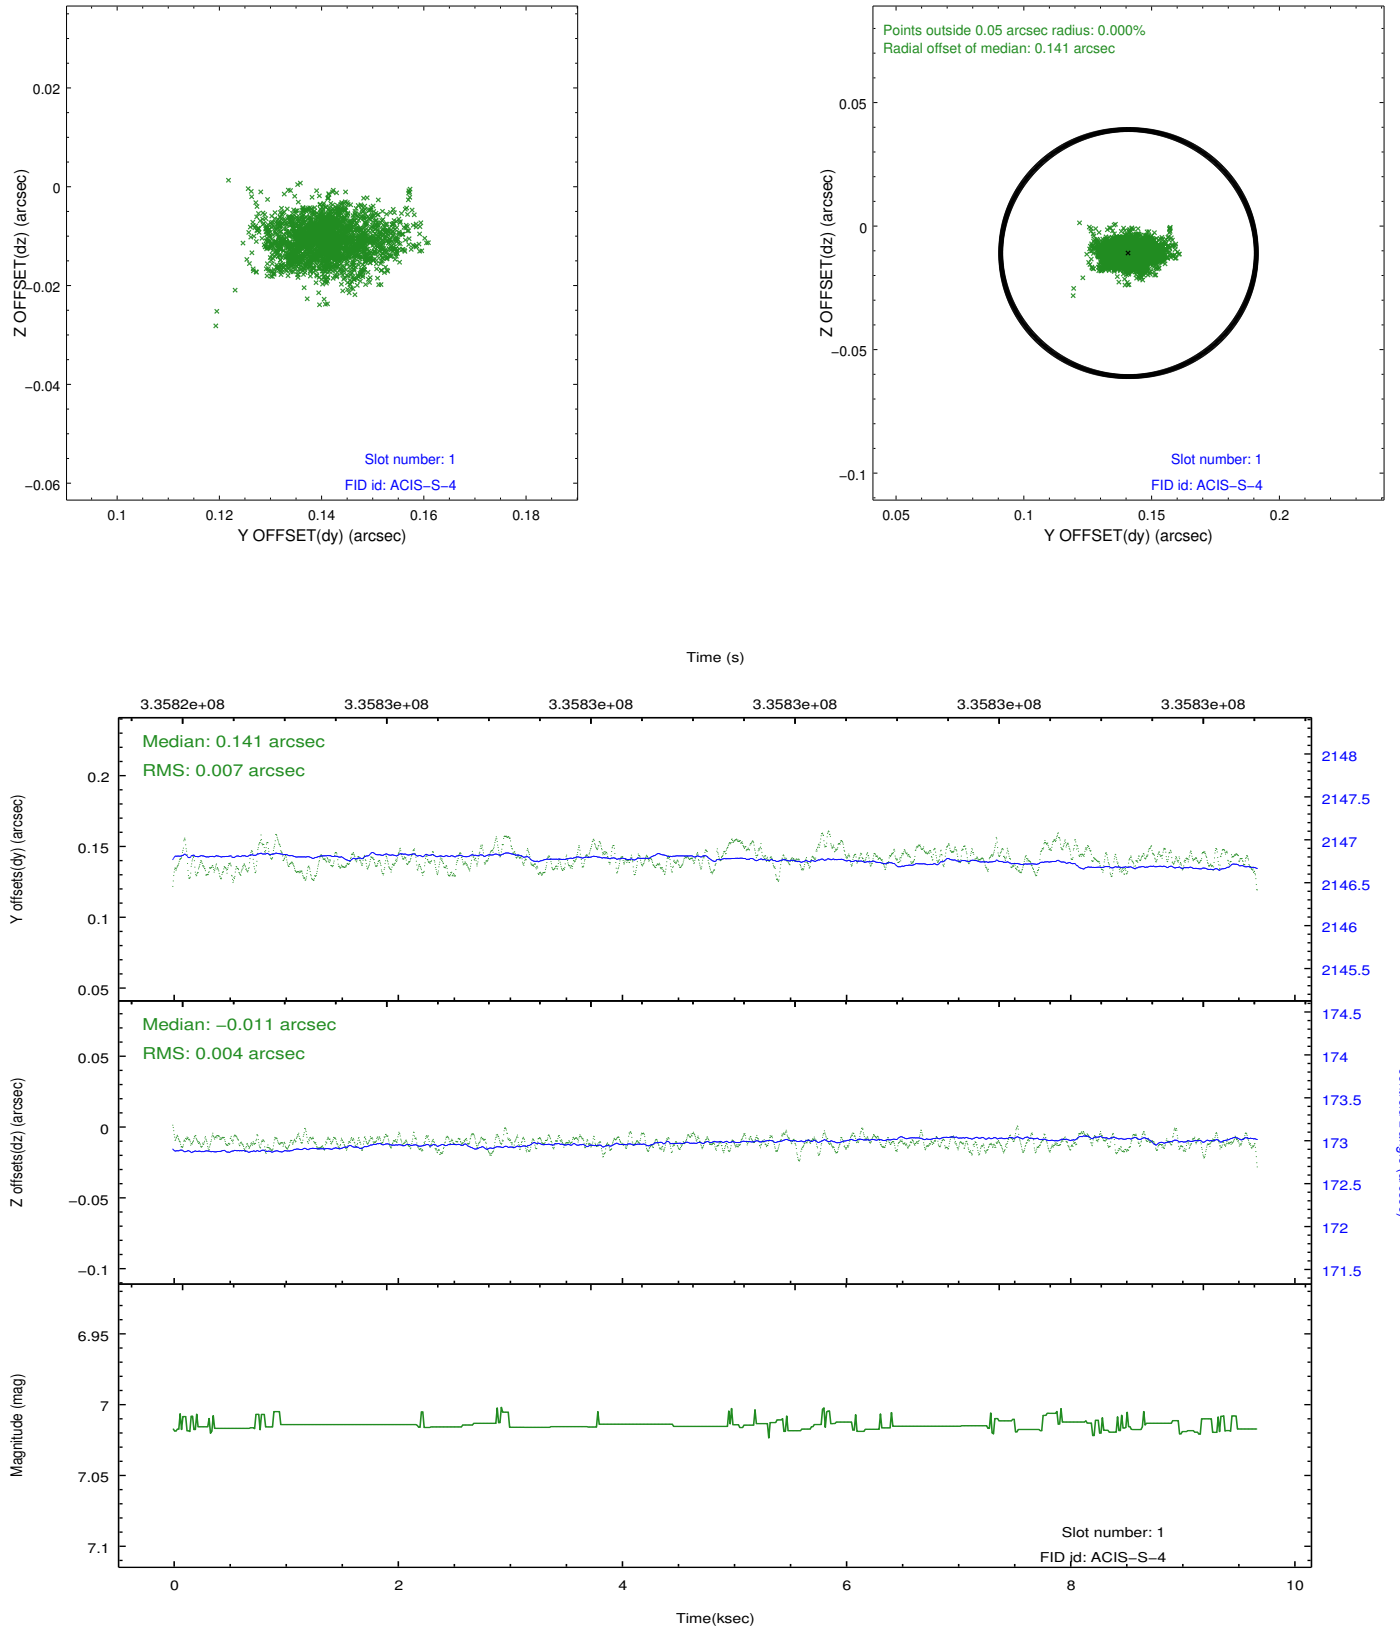 0.02
0
−0.02
−0.04
−0.06
Z OFFSET(dz) (arcsec)
Slot number: 1
FID id: ACIS−S−4
0.1
0.12
0.14
0.16
0.18
Y OFFSET(dy) (arcsec)
Points outside 0.05 arcsec radius: 0.000%
Radial offset of median: 0.141 arcsec
0.05
0
−0.05
−0.1
Z OFFSET(dz) (arcsec)
Slot number: 1
FID id: ACIS−S−4
0.05
0.1
0.15
0.2
Y OFFSET(dy) (arcsec)
Time (s)
3.3582e+08
3.3583e+08
3.3583e+08
3.3583e+08
3.3583e+08
3.3583e+08
Median: 0.141 arcsec
RMS: 0.007 arcsec
0.2
0.15
0.1
0.05
Y offsets(dy) (arcsec)
2148
2147.5
2147
2146.5
2146
2145.5
Median: −0.011 arcsec
RMS: 0.004 arcsec
0.05
0
−0.05
−0.1
Z offsets(dz) (arcsec)
174.5
174
173.5
173
172.5
172
171.5
6.95
7
7.05
7.1
Magnitude (mag)
Slot number: 1
FID id: ACIS−S−4
0
2
4
6
8
10
Time(ksec)